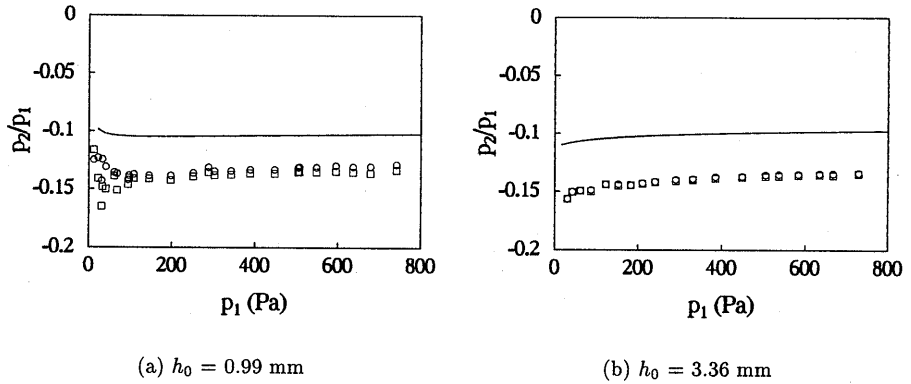 0
-0.05
-0.1
-0.15
-0.2
p₂/p₁
0 200 400 600 800
p₁ (Pa)
(a) h₀ = 0.99 mm
0
-0.05
-0.1
-0.15
-0.2
p₂/p₁
0 200 400 600 800
p₁ (Pa)
(b) h₀ = 3.36 mm